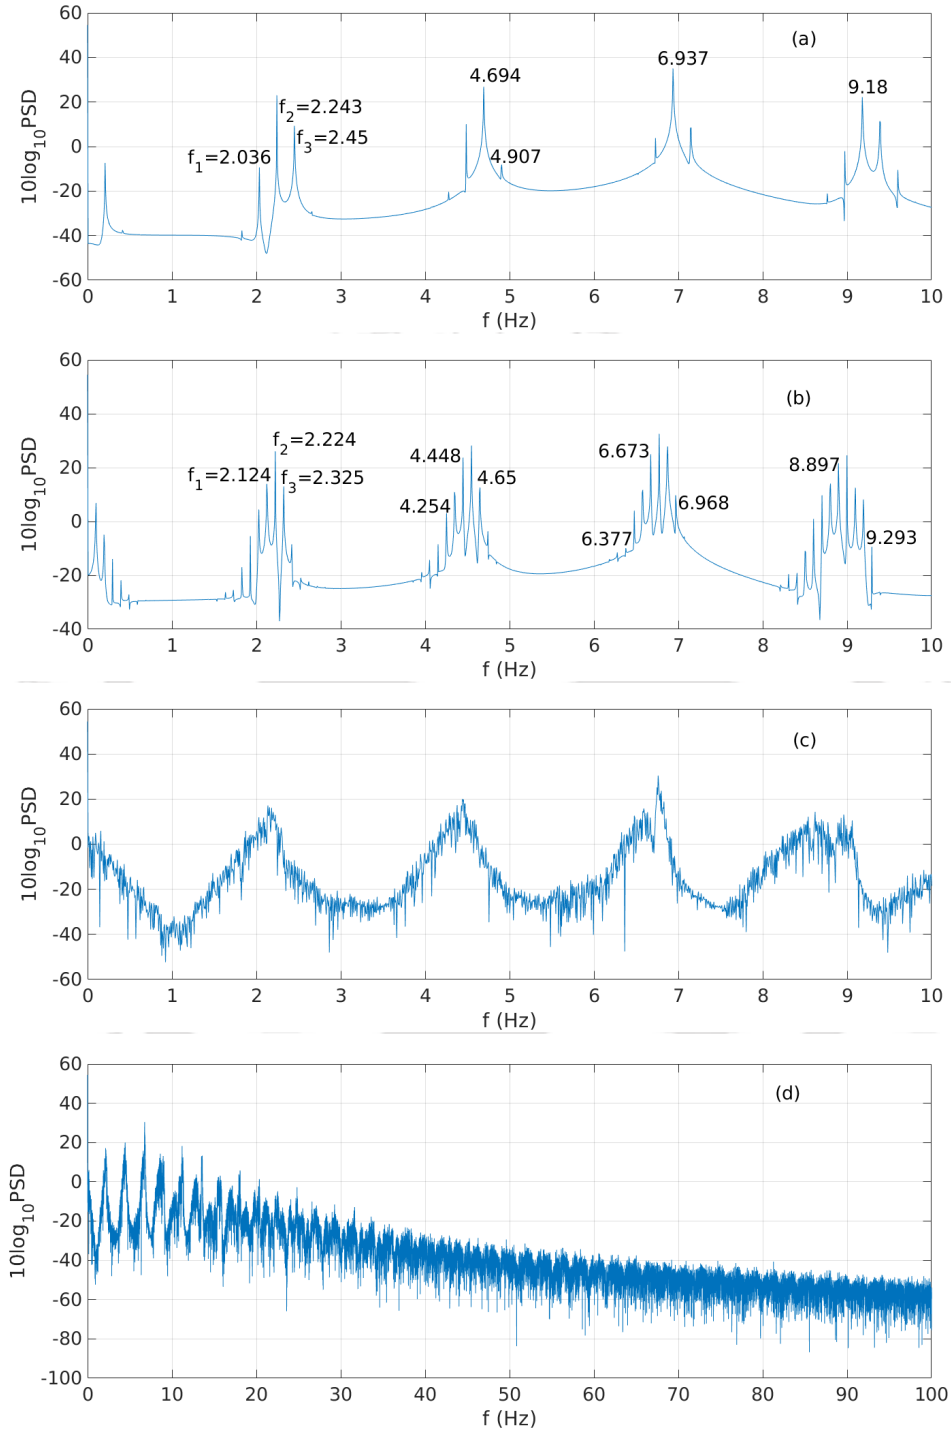 60
(a)
40
6.937
4.694
9.18
20
f2=2.243
0
f3=2.45
f1=2.036
4.907
-20
-40
-60
10log10PSD
0 1 2 3 4 5 6 7 8 9 10
f (Hz)
60
(b)
40
f2=2.224
20
4.448
6.673
8.897
f1=2.124
f3=2.325
4.65
4.254
6.968
0
6.377
9.293
-20
-40
10log10PSD
0 1 2 3 4 5 6 7 8 9 10
f (Hz)
60
(c)
40
20
0
-20
-40
-60
10log10PSD
0 1 2 3 4 5 6 7 8 9 10
f (Hz)
60
(d)
40
20
0
-20
-40
-60
-80
-100
10log10PSD
0 10 20 30 40 50 60 70 80 90 100
f (Hz)